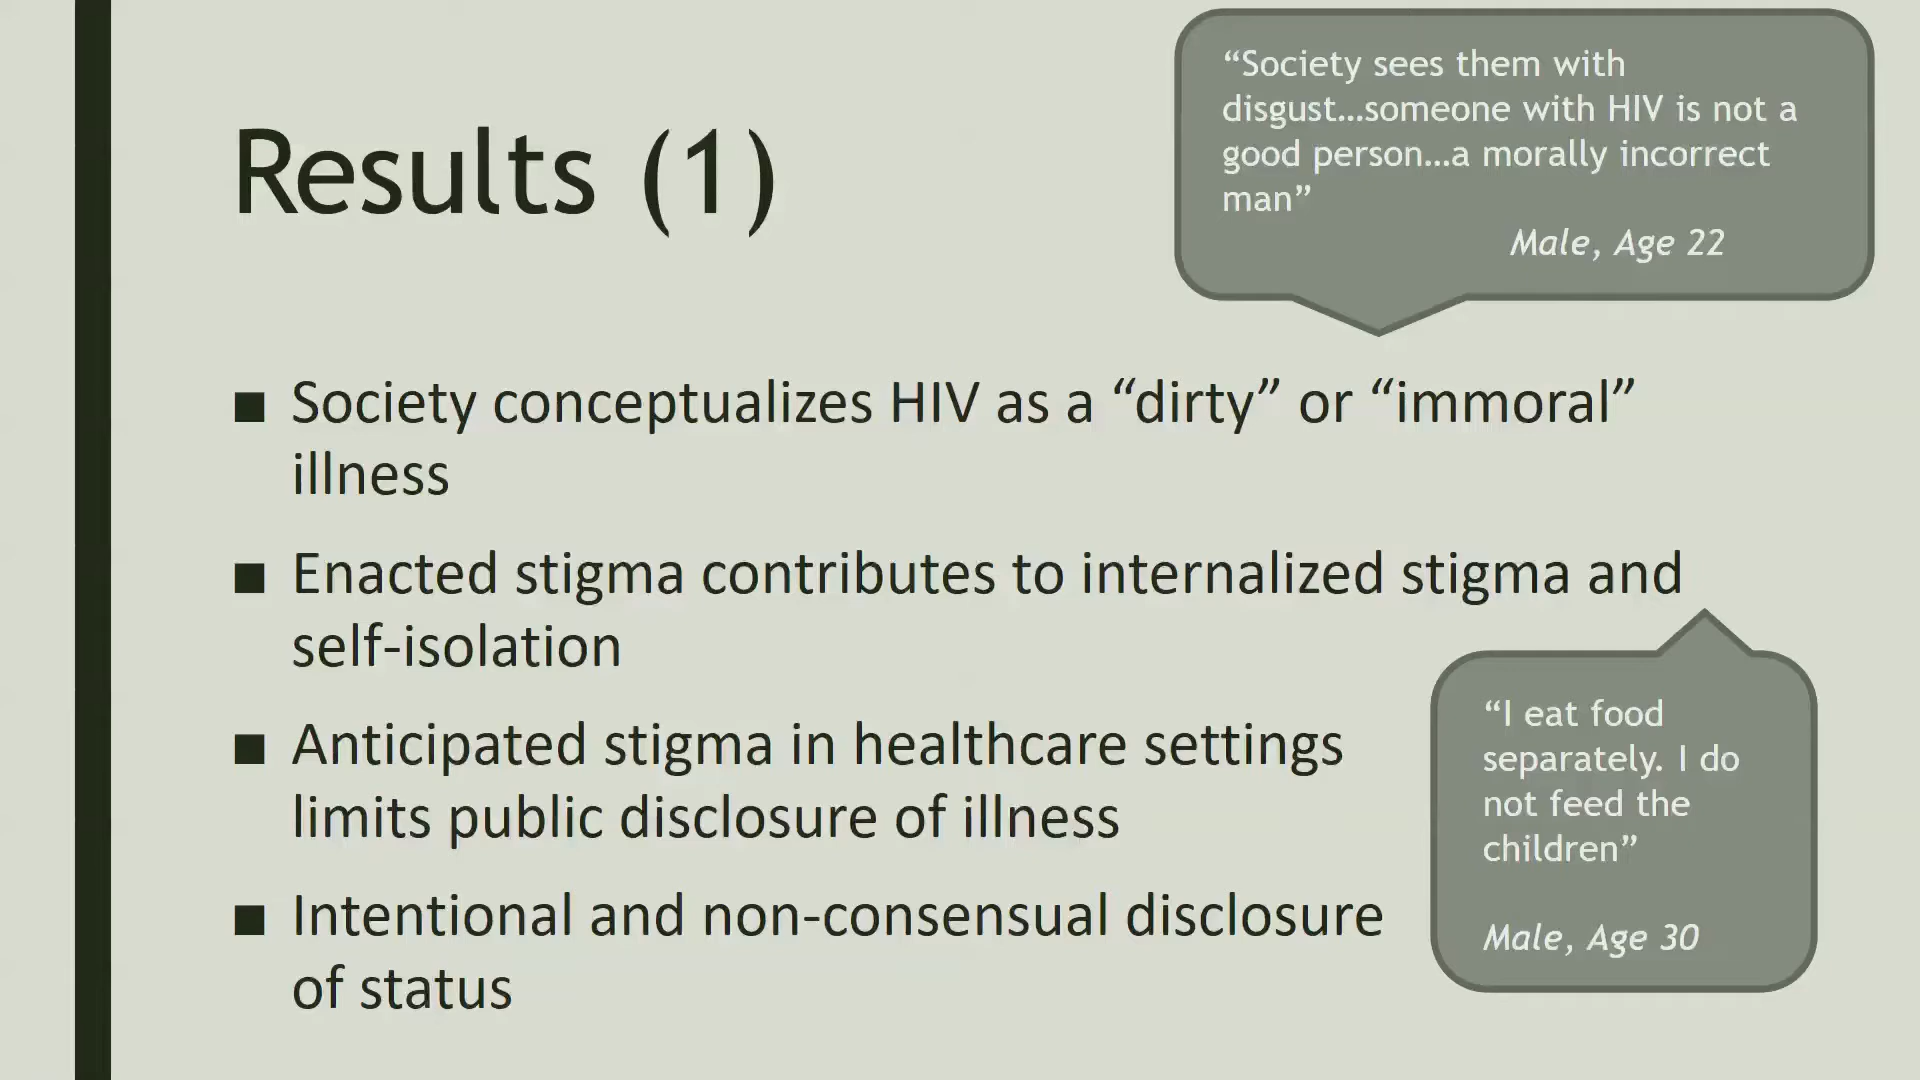 Results (1)
“Society sees them with
disgust…someone with HIV is not a
good person…a morally incorrect
man”
Male, Age 22
■ Society conceptualizes HIV as a “dirty” or “immoral”
illness
■ Enacted stigma contributes to internalized stigma and
self-isolation
■ Anticipated stigma in healthcare settings
limits public disclosure of illness
■ Intentional and non-consensual disclosure
of status
“I eat food
separately. I do
not feed the
children”
Male, Age 30